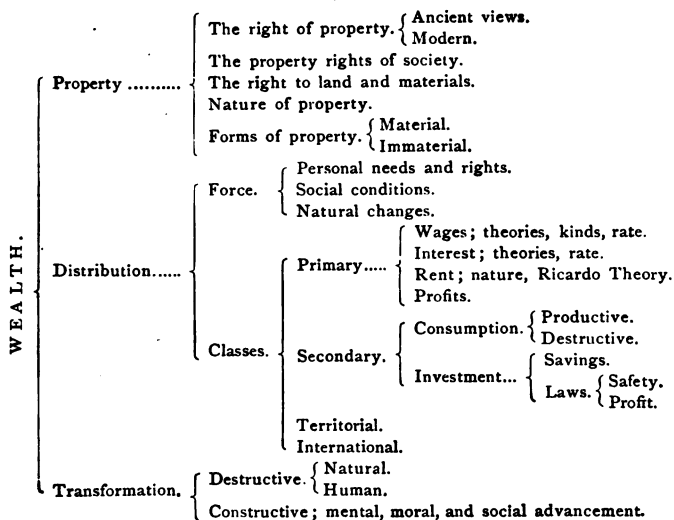 The right of property. Ancient views.
Modern.
The property rights of society.
Property .......... The right to land and materials.
Nature of property.
Forms of property. Material.
Immaterial.
Personal needs and rights.
Force. Social conditions.
Natural changes.
WEALTH.
Wages; theories, kinds, rate.
Interest; theories, rate.
Distribution...... Primary..... Rent; nature, Ricardo Theory.
Profits.
Classes. Secondary. Consumption. Productive.
Destructive.
Investment... Savings.
Laws. Safety.
Profit.
Territorial.
International.
Transformation. Destructive. Natural.
Human.
Constructive; mental, moral, and social advancement.